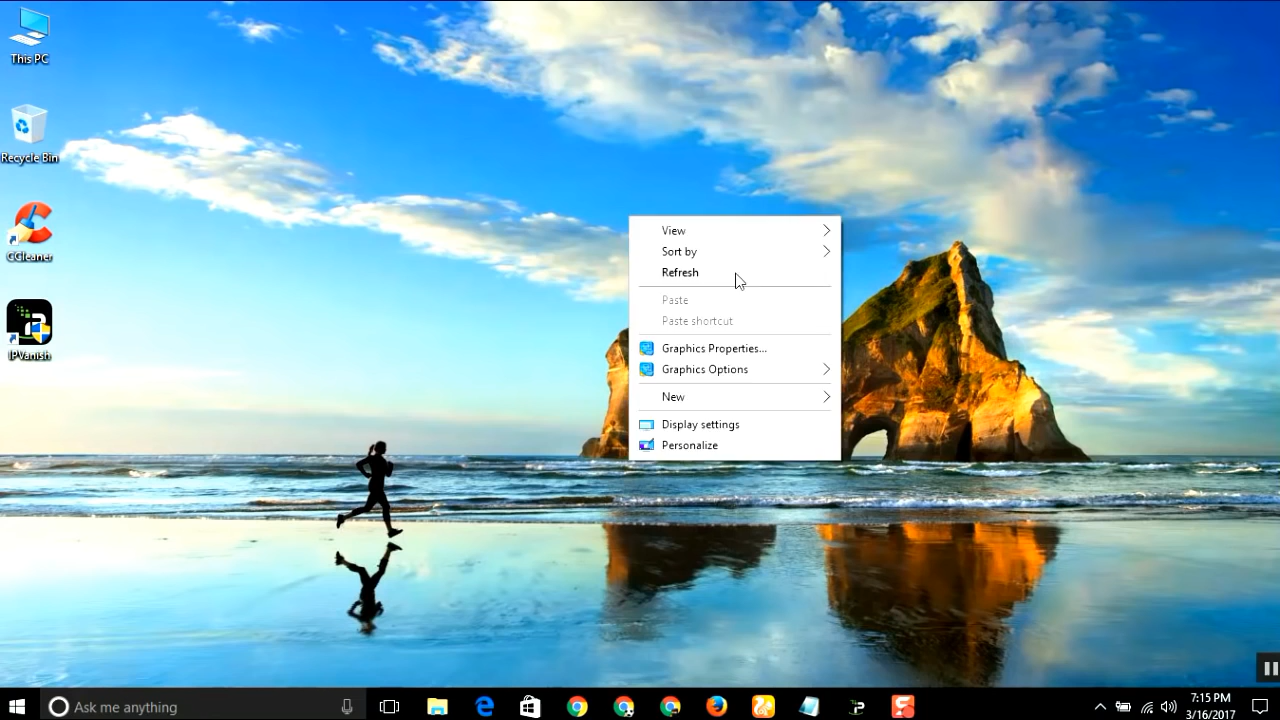 This PC
Recycle Bin
CCleaner
IPVanish
View
Sort by
Refresh
Paste
Paste shortcut
Graphics Properties...
Graphics Options
New
Display settings
Personalize
Ask me anything
7:15 PM
3/16/2017